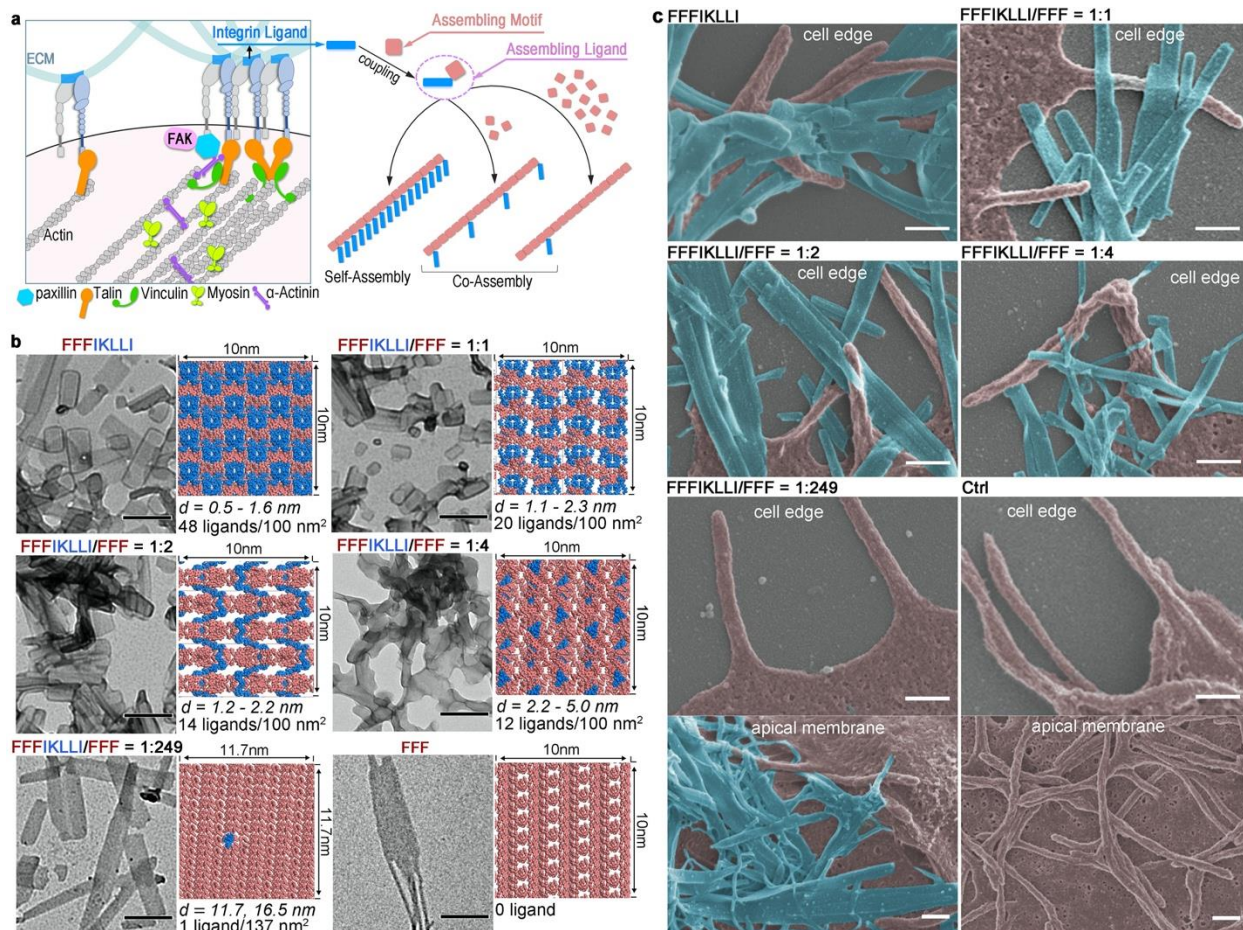 a
Integrin Ligand
Assembling Motif
ECM
coupling
Assembling Ligand
FAK
Actin
Self-Assembly
Co-Assembly
paxillin
Talin
Vinculin
Myosin
α-Actinin
b
FFFIKLLI
10nm
10nm
d = 0.5 - 1.6 nm
48 ligands/100 nm²
FFFIKLLI/FFF = 1:1
10nm
10nm
d = 1.1 - 2.3 nm
20 ligands/100 nm²
FFFIKLLI/FFF = 1:2
10nm
10nm
d = 1.2 - 2.2 nm
14 ligands/100 nm²
FFFIKLLI/FFF = 1:4
10nm
10nm
d = 2.2 - 5.0 nm
12 ligands/100 nm²
FFFIKLLI/FFF = 1:249
11.7nm
11.7nm
d = 11.7, 16.5 nm
1 ligand/137 nm²
FFF
10nm
10nm
0 ligand
c
FFFIKLLI
cell edge
FFFIKLLI/FFF = 1:1
cell edge
FFFIKLLI/FFF = 1:2
cell edge
FFFIKLLI/FFF = 1:4
cell edge
FFFIKLLI/FFF = 1:249
cell edge
Ctrl
cell edge
apical membrane
apical membrane